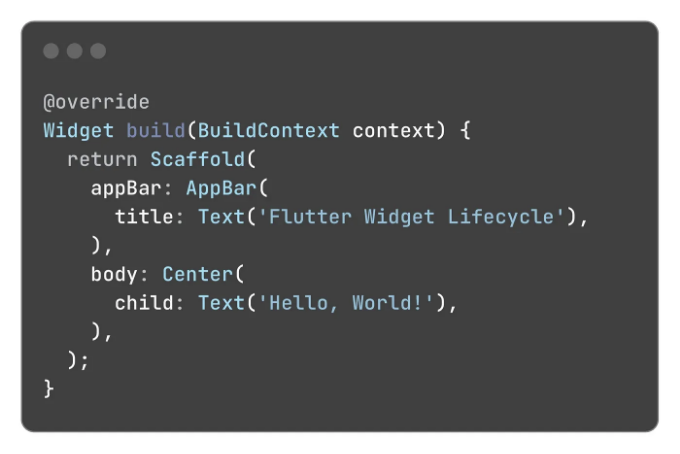 @override
Widget build(BuildContext context) {
  return Scaffold(
    appBar: AppBar(
      title: Text('Flutter Widget Lifecycle'),
    ),
    body: Center(
      child: Text('Hello, World!'),
    ),
  );
}